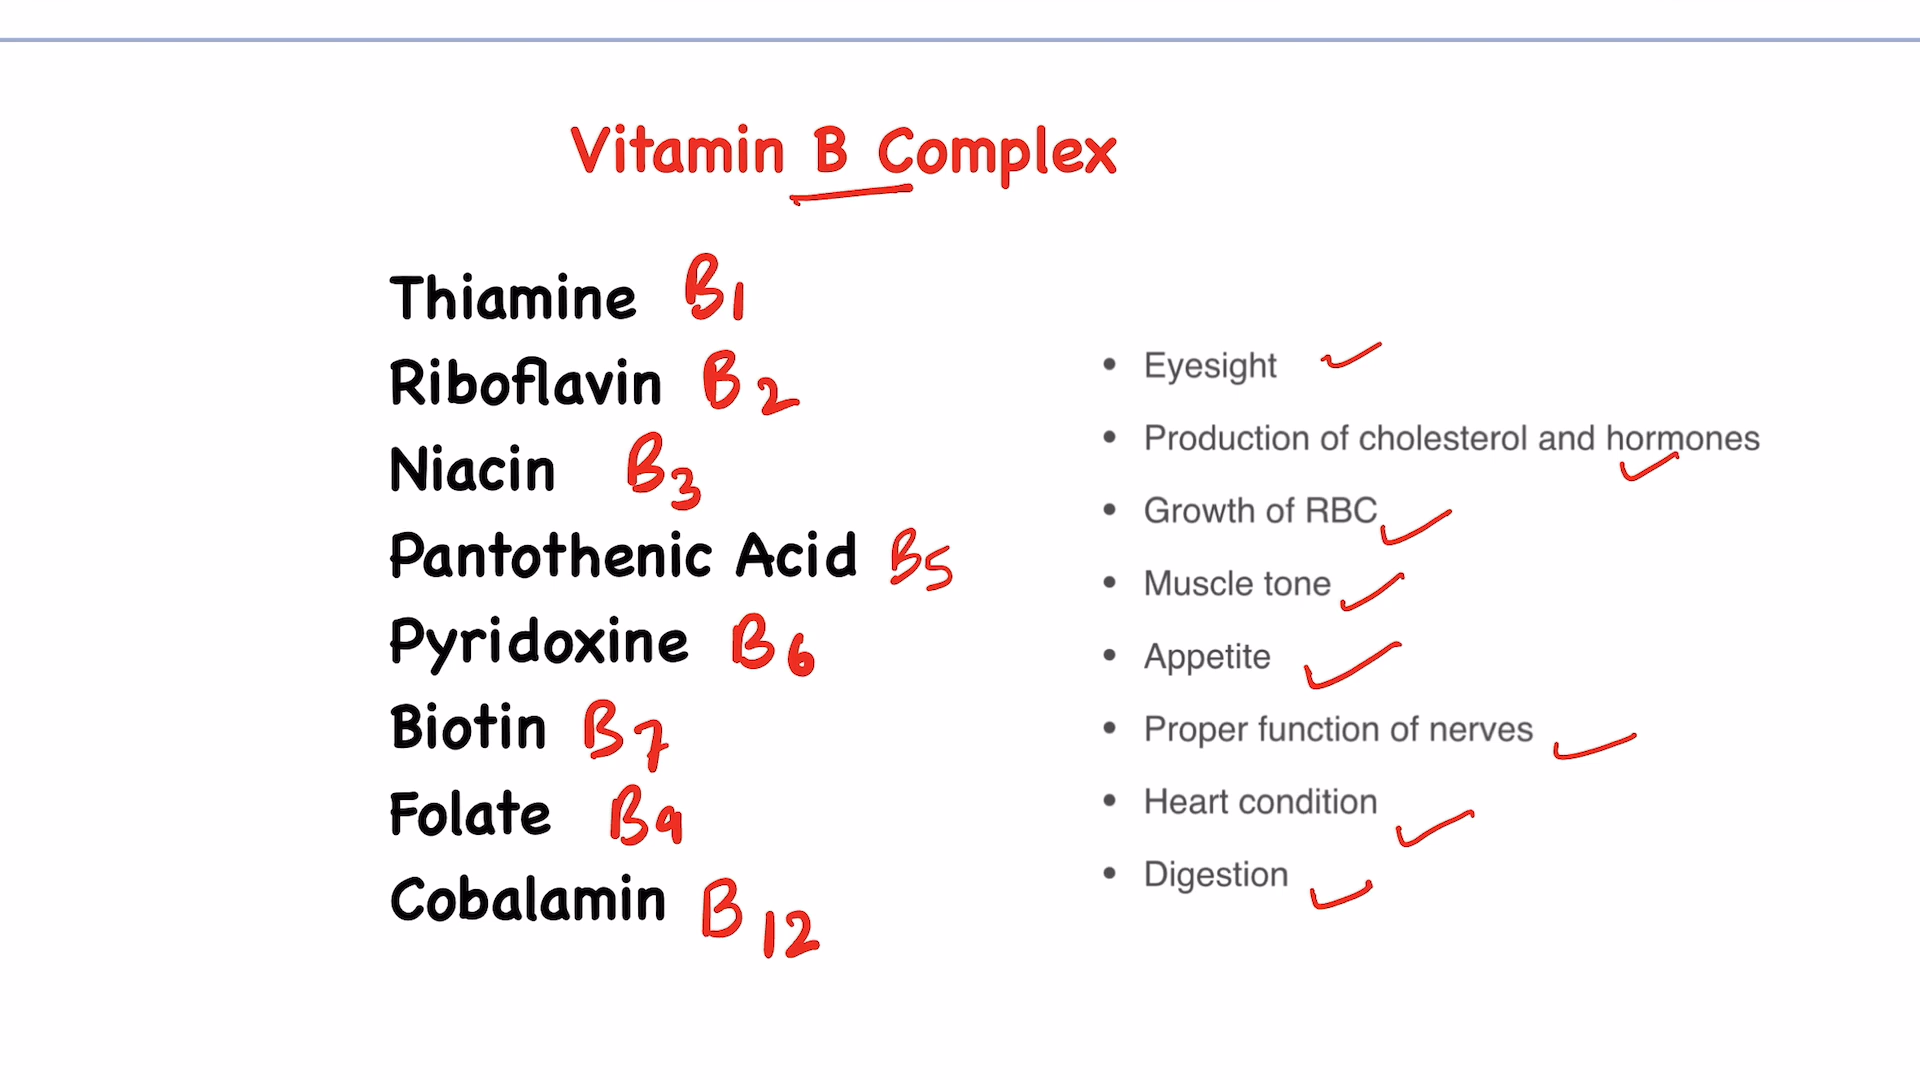 Vitamin B Complex
Thiamine B1
Riboflavin B2
Niacin B3
Pantothenic Acid B5
Pyridoxine B6
Biotin B7
Folate B9
Cobalamin B12
• Eyesight
• Production of cholesterol and hormones
• Growth of RBC
• Muscle tone
• Appetite
• Proper function of nerves
• Heart condition
• Digestion